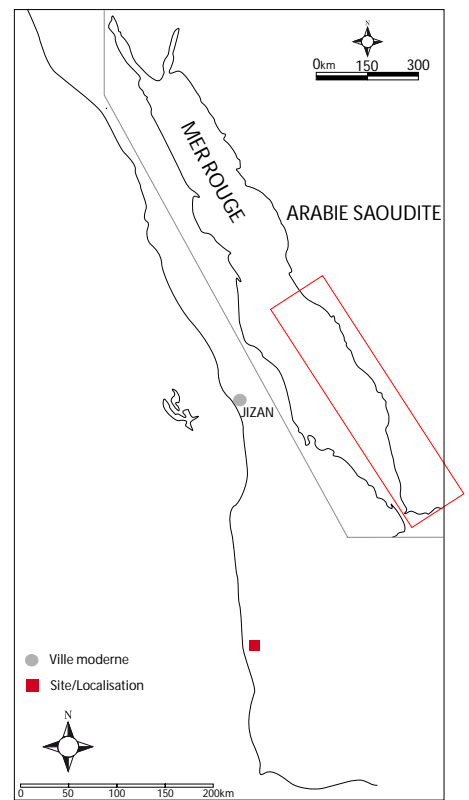 N
0km 150 300
MER ROUGE
ARABIE SAOUDITE
JIZAN
Ville moderne
Site/Localisation
N
0 50 100 150 200km